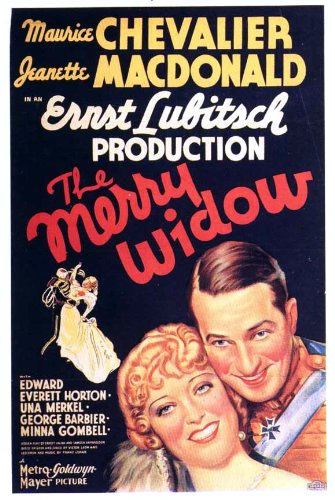 Maurice CHEVALIER
Jeanette MACDONALD
IN AN Ernst Lubitsch
PRODUCTION
The
Merry
Widow
WITH
EDWARD
EVERETT HORTON •
UNA MERKEL •
GEORGE BARBIER •
MINNA GOMBELL •
A
Metro-Goldwyn-
Mayer PICTURE